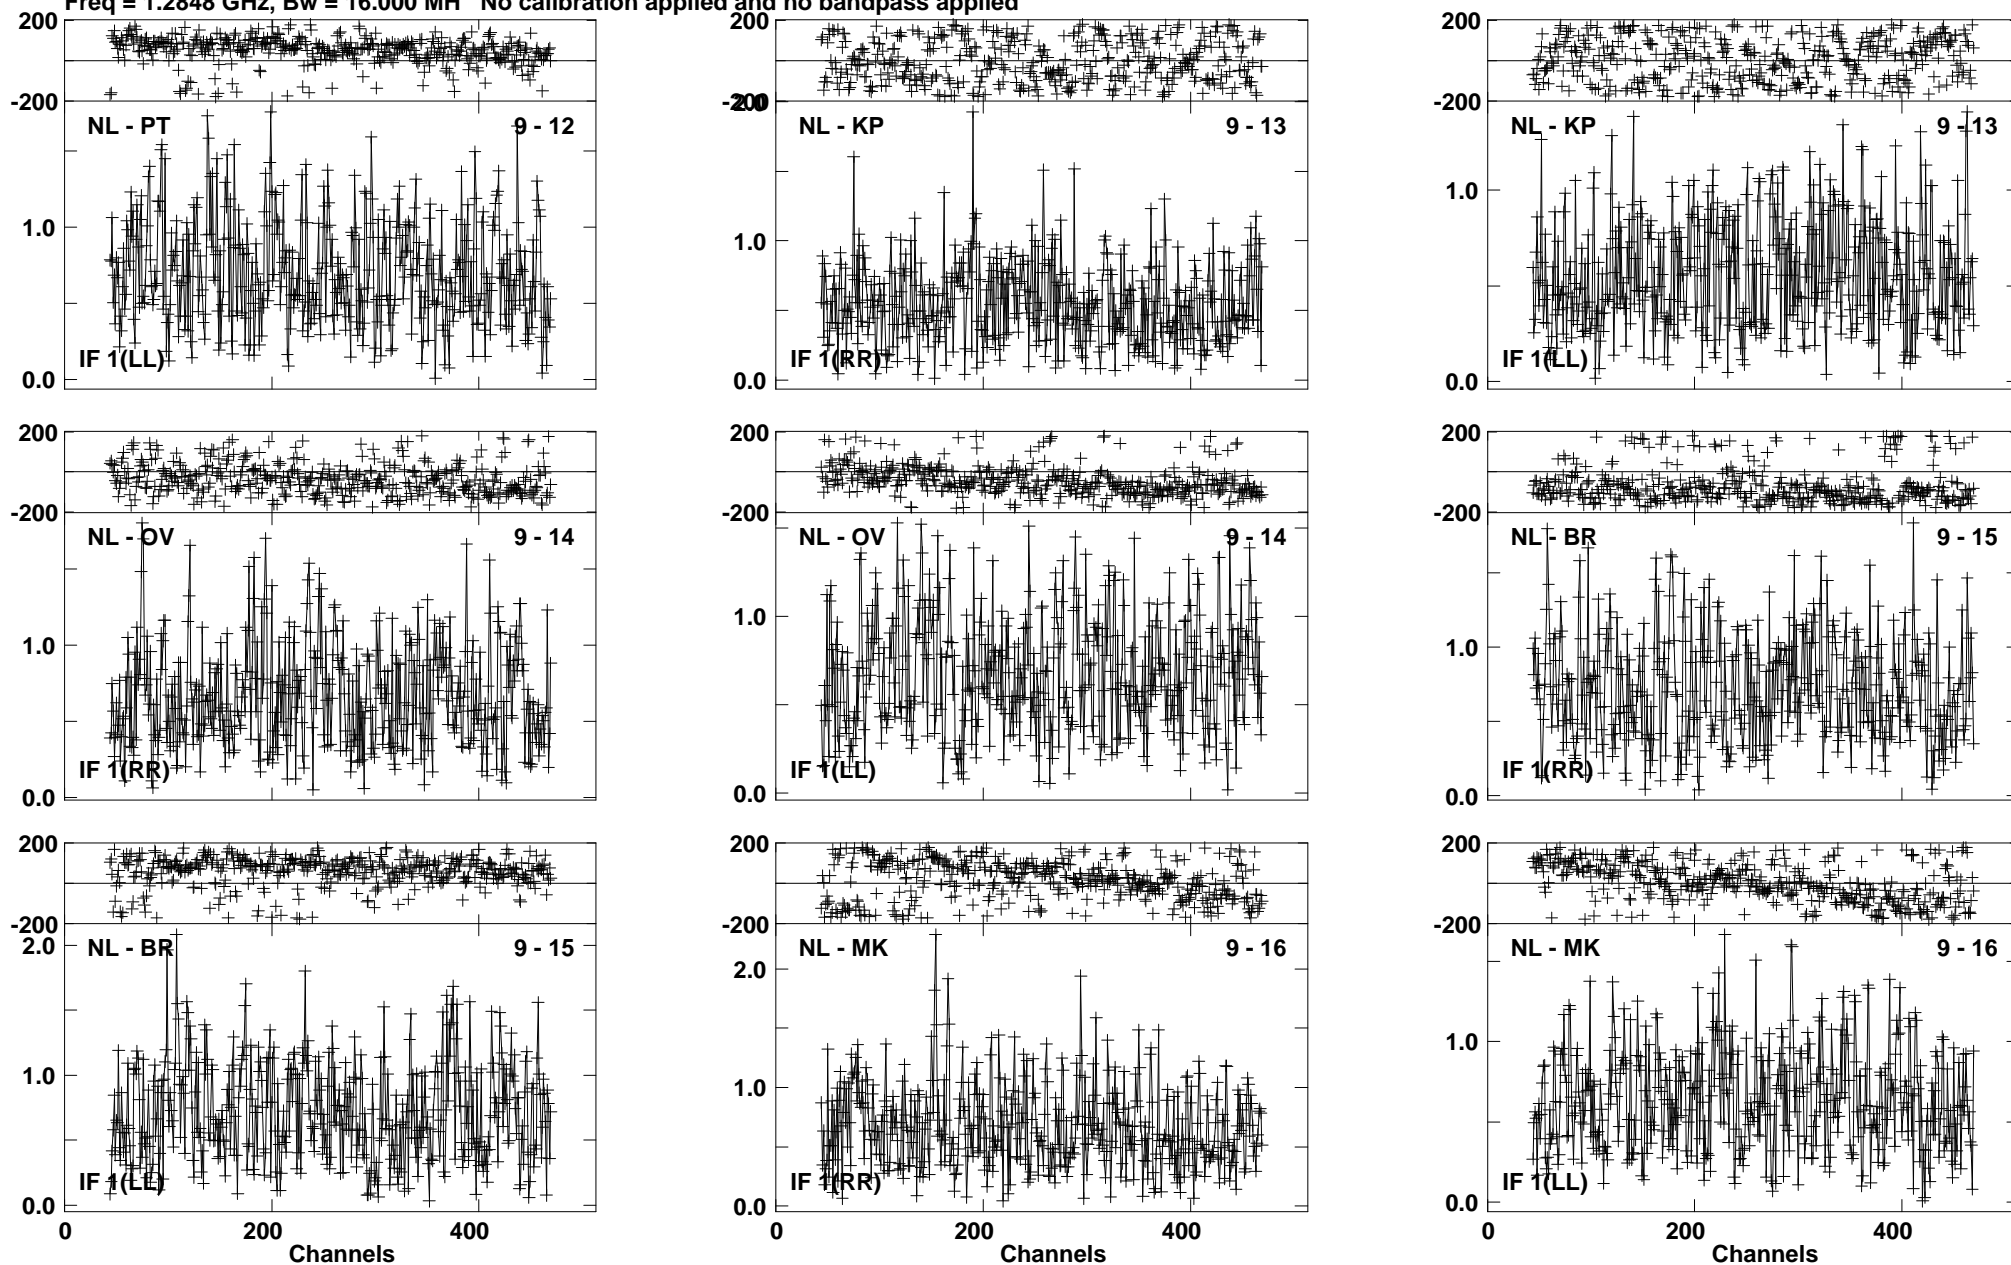 Freq = 1.2848 GHz, Bw = 16.000 MH No calibration applied and no bandpass applied
200
-200
NL - PT 9 - 12
1.0
IF 1(LL)
0.0
-200
2.0
NL - KP 9 - 13
1.0
IF 1(RR)
0.0
200
-200
NL - KP 9 - 13
1.0
IF 1(LL)
0.0
200
-200
NL - OV 9 - 14
1.0
IF 1(RR)
0.0
200
-200
NL - OV 9 - 14
1.0
IF 1(LL)
0.0
200
-200
NL - BR 9 - 15
1.0
IF 1(RR)
0.0
200
-200
2.0
NL - BR 9 - 15
1.0
IF 1(LL)
0.0
0 200 400
Channels
200
-200
NL - MK 9 - 16
2.0
1.0
IF 1(RR)
0.0
0 200 400
Channels
200
-200
NL - MK 9 - 16
1.0
IF 1(LL)
0.0
0 200 400
Channels